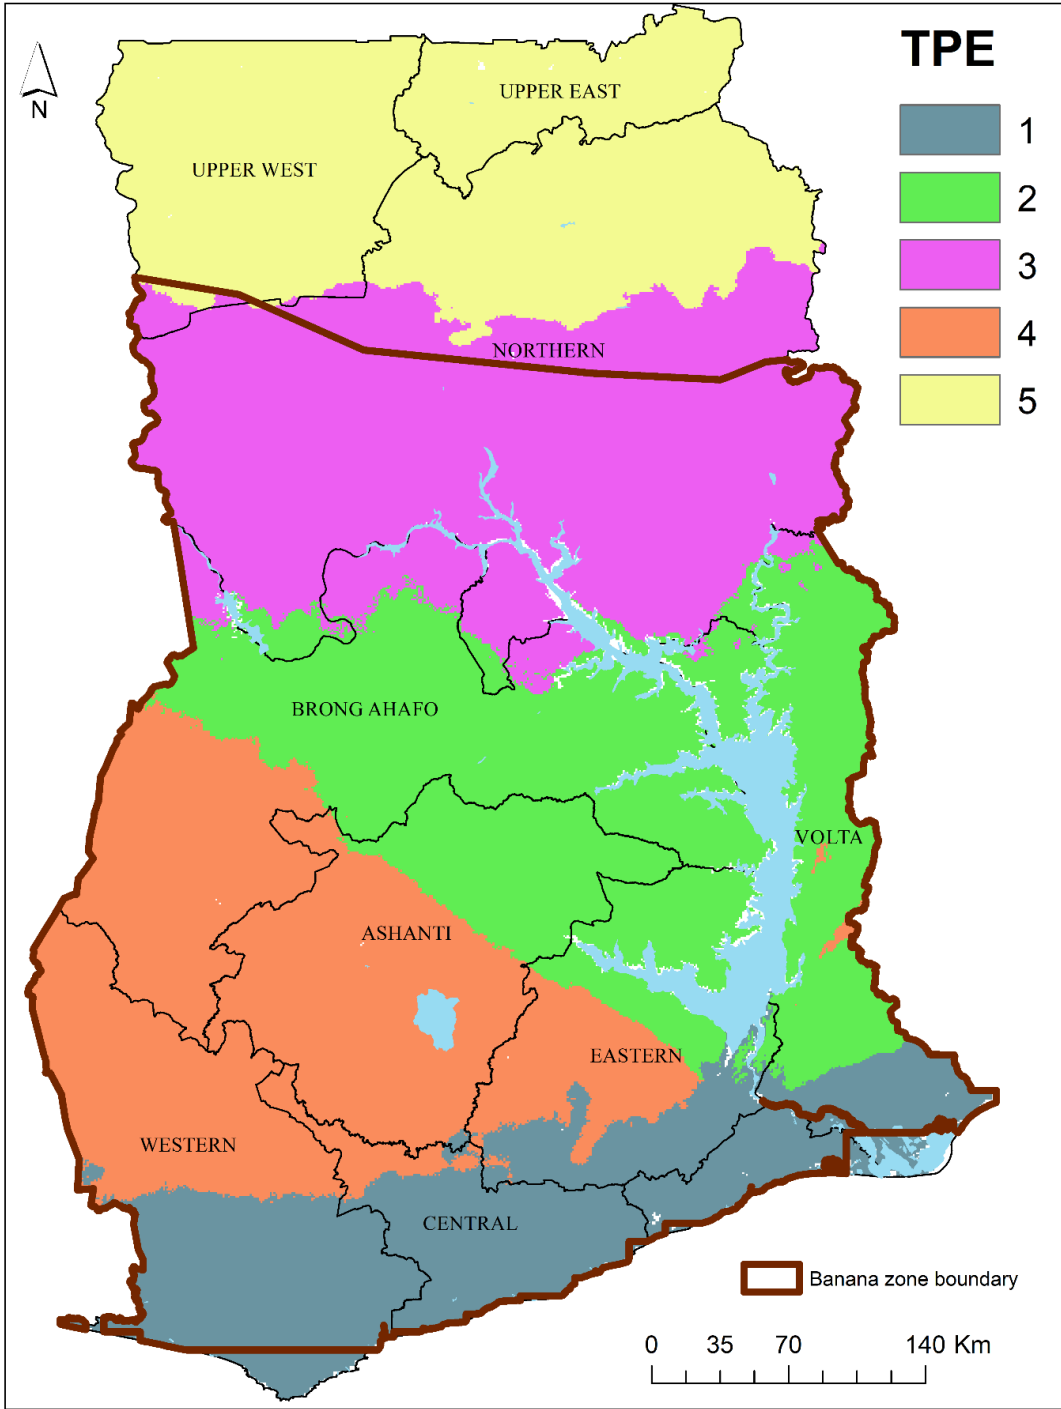 TPE
1
2
3
4
5
N
UPPER EAST
UPPER WEST
NORTHERN
BRONG AHAFO
VOLTA
ASHANTI
EASTERN
WESTERN
CENTRAL
Banana zone boundary
0 35 70 140 Km